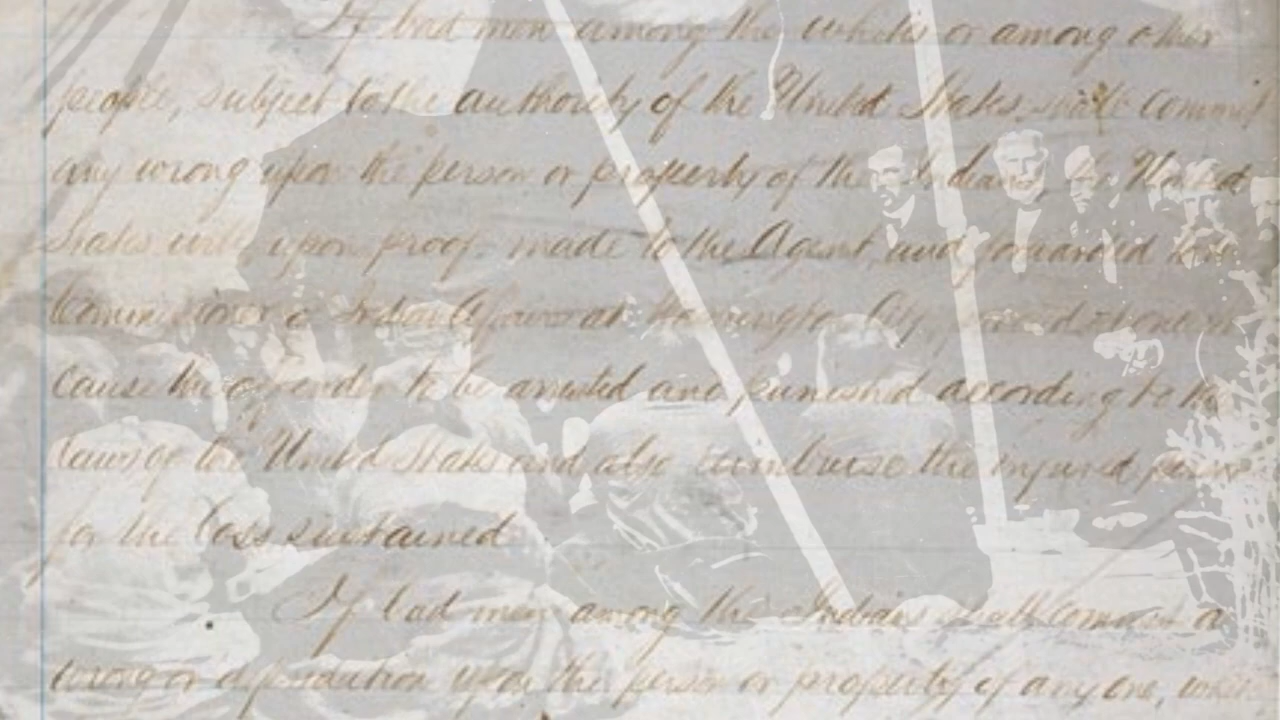 If bad men among the whites or among other
people, subject to the authority of the United States shall commit
any wrong upon the person or property of the Indians, the United
States will, upon proof made to the Agent, and forwarded to the
Commissioner of Indian Affairs at Washington City, proceed at once to
cause the offender to be arrested and punished according to the
laws of the United States and also reimburse the injured person
for the loss sustained
If bad men among the Indians shall commit a
wrong or depredation upon the person or property of any one, white